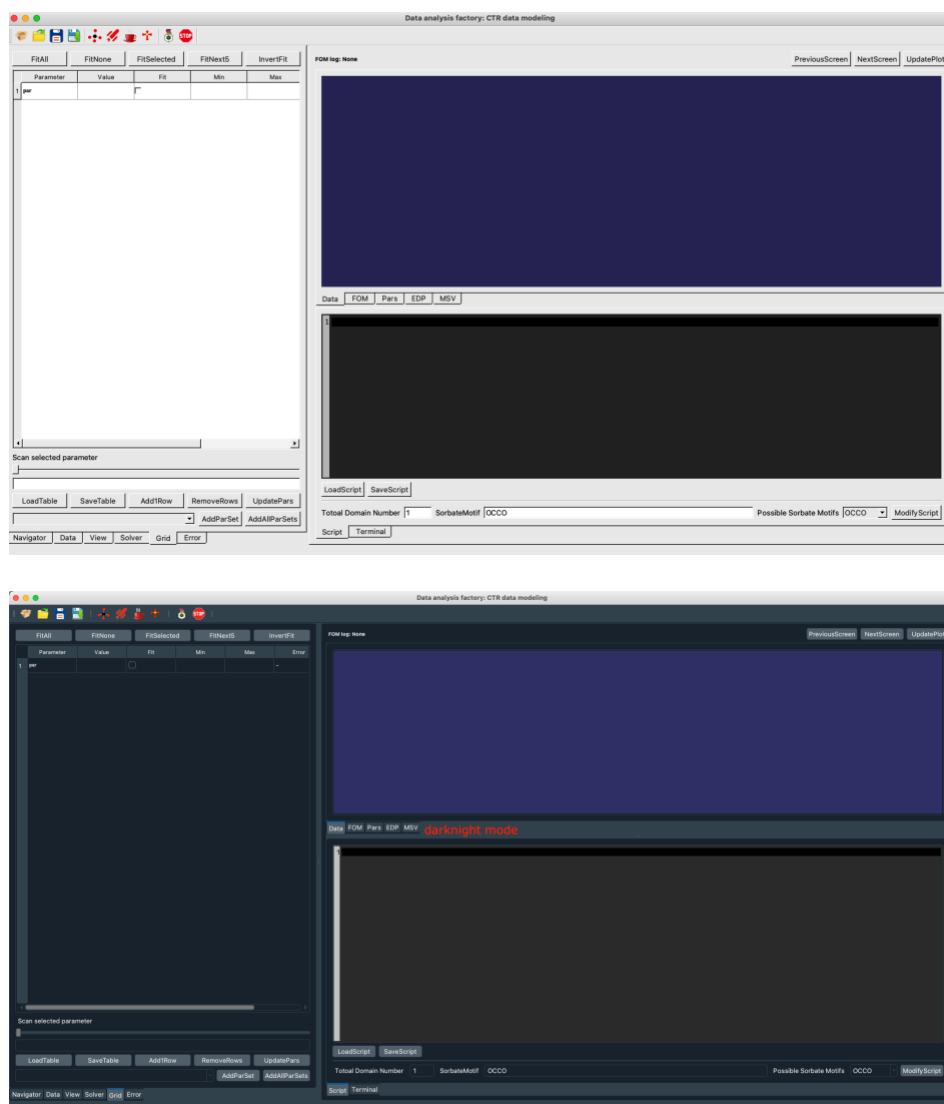 Data analysis factory: CTR data modeling
STOP
FitAll FitNone FitSelected FitNext5 InvertFit
FOM log: None
PreviousScreen NextScreen UpdatePlot
Parameter Value Fit Min Max
1 par
Data FOM Pars EDP MSV
1
Scan selected parameter
LoadScript SaveScript
LoadTable SaveTable Add1Row RemoveRows UpdatePars
Totoal Domain Number 1 SorbateMotif OCCO Possible Sorbate Motifs OCCO ModifyScript
AddParSet AddAllParSets
Script Terminal
Navigator Data View Solver Grid Error
Data analysis factory: CTR data modeling
STOP
FitAll FitNone FitSelected FitNext5 InvertFit
FOM log: None
PreviousScreen NextScreen UpdatePlot
Parameter Value Fit Min Max Error
1 par -
Data FOM Pars EDP MSV darknight mode
1
Scan selected parameter
LoadScript SaveScript
LoadTable SaveTable Add1Row RemoveRows UpdatePars
Totoal Domain Number 1 SorbateMotif OCCO Possible Sorbate Motifs OCCO ModifyScript
AddParSet AddAllParSets
Script Terminal
Navigator Data View Solver Grid Error